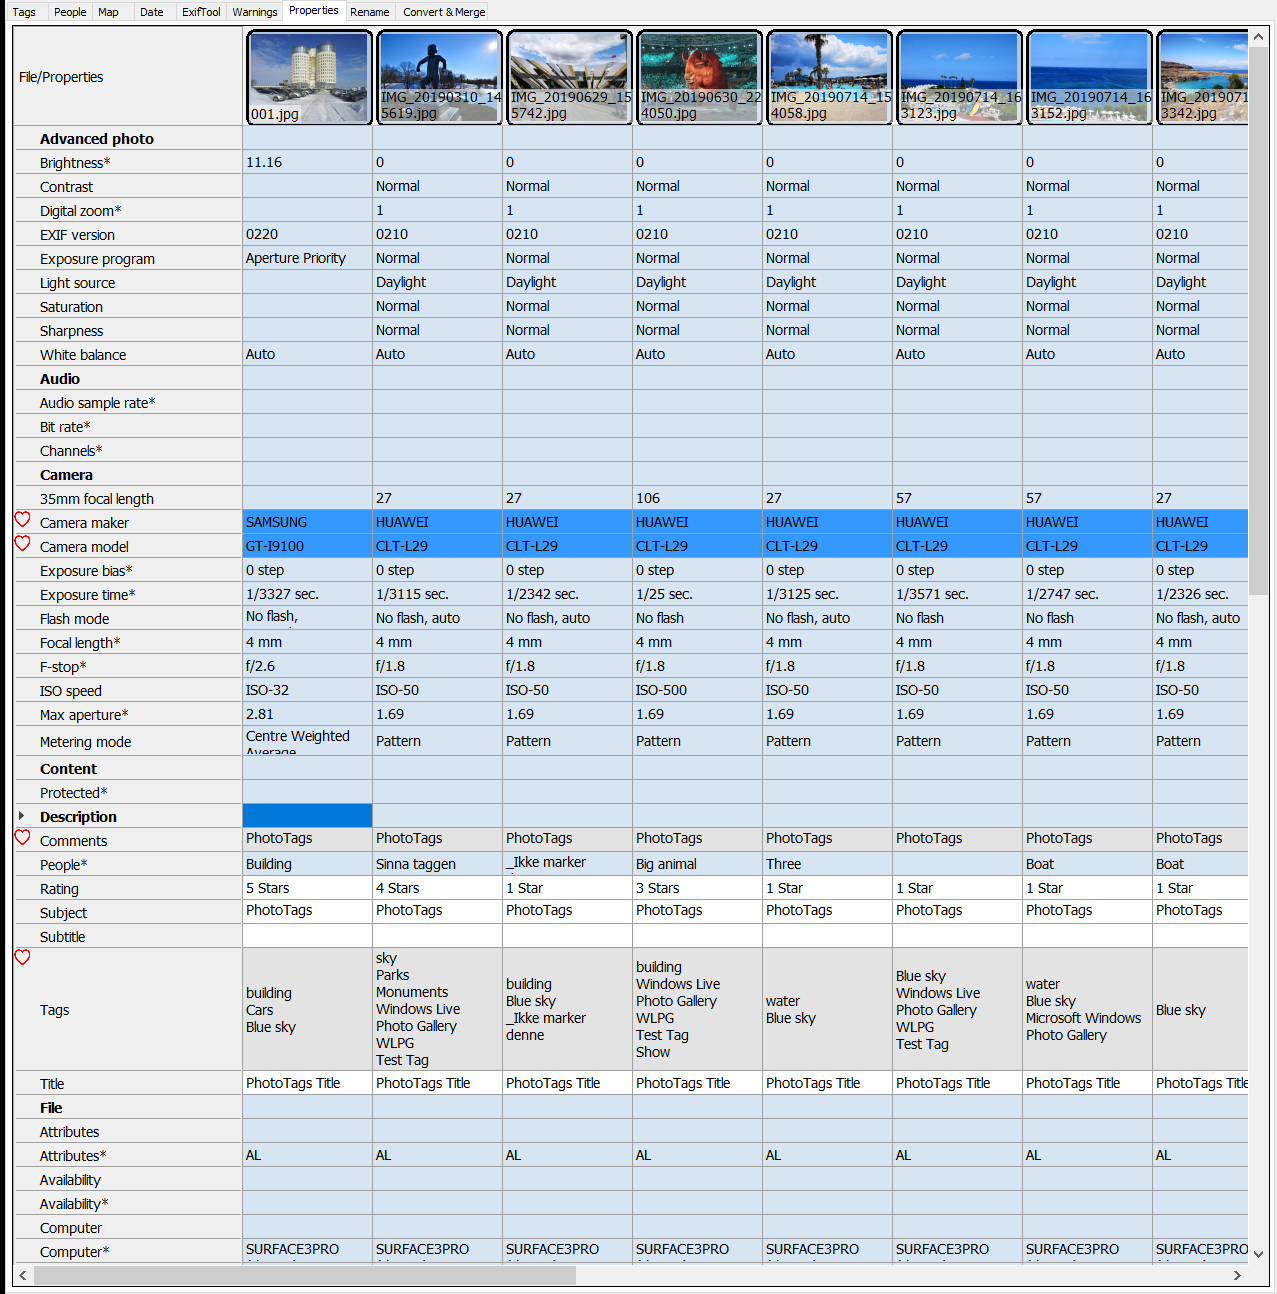 Tags People Map Date ExifTool Warnings Properties Rename Convert & Merge
File/Properties
001.jpg
IMG_20190310_14
5619.jpg
IMG_20190629_15
5742.jpg
IMG_20190630_22
4050.jpg
IMG_20190714_15
4058.jpg
IMG_20190714_16
3123.jpg
IMG_20190714_16
3152.jpg
IMG_2019071
3342.jpg
Advanced photo
Brightness* 11.16 0 0 0 0 0 0 0
Contrast Normal Normal Normal Normal Normal Normal Normal
Digital zoom* 1 1 1 1 1 1 1
EXIF version 0220 0210 0210 0210 0210 0210 0210 0210
Exposure program Aperture Priority Normal Normal Normal Normal Normal Normal Normal
Light source Daylight Daylight Daylight Daylight Daylight Daylight Daylight
Saturation Normal Normal Normal Normal Normal Normal Normal
Sharpness Normal Normal Normal Normal Normal Normal Normal
White balance Auto Auto Auto Auto Auto Auto Auto Auto
Audio
Audio sample rate*
Bit rate*
Channels*
Camera
35mm focal length 27 27 106 27 57 57 27
Camera maker SAMSUNG HUAWEI HUAWEI HUAWEI HUAWEI HUAWEI HUAWEI HUAWEI
Camera model GT-I9100 CLT-L29 CLT-L29 CLT-L29 CLT-L29 CLT-L29 CLT-L29 CLT-L29
Exposure bias* 0 step 0 step 0 step 0 step 0 step 0 step 0 step 0 step
Exposure time* 1/3327 sec. 1/3115 sec. 1/2342 sec. 1/25 sec. 1/3125 sec. 1/3571 sec. 1/2747 sec. 1/2326 sec.
Flash mode No flash, No flash, auto No flash, auto No flash No flash, auto No flash No flash No flash, auto
Focal length* 4 mm 4 mm 4 mm 4 mm 4 mm 4 mm 4 mm 4 mm
F-stop* f/2.6 f/1.8 f/1.8 f/1.8 f/1.8 f/1.8 f/1.8 f/1.8
ISO speed ISO-32 ISO-50 ISO-50 ISO-500 ISO-50 ISO-50 ISO-50 ISO-50
Max aperture* 2.81 1.69 1.69 1.69 1.69 1.69 1.69 1.69
Metering mode Centre Weighted Average Pattern Pattern Pattern Pattern Pattern Pattern Pattern
Content
Protected*
Description
Comments PhotoTags PhotoTags PhotoTags PhotoTags PhotoTags PhotoTags PhotoTags PhotoTags
People* Building Sinna taggen _Ikke marker Big animal Three Boat Boat
Rating 5 Stars 4 Stars 1 Star 3 Stars 1 Star 1 Star 1 Star 1 Star
Subject PhotoTags PhotoTags PhotoTags PhotoTags PhotoTags PhotoTags PhotoTags PhotoTags
Subtitle
Tags
building
Cars
Blue sky
sky
Parks
Monuments
Windows Live
Photo Gallery
WLPG
Test Tag
building
Blue sky
_Ikke marker
denne
building
Windows Live
Photo Gallery
WLPG
Test Tag
Show
water
Blue sky
Blue sky
Windows Live
Photo Gallery
WLPG
Test Tag
water
Blue sky
Microsoft Windows
Photo Gallery
Blue sky
Title PhotoTags Title PhotoTags Title PhotoTags Title PhotoTags Title PhotoTags Title PhotoTags Title PhotoTags Title PhotoTags Title
File
Attributes
Attributes* AL AL AL AL AL AL AL AL
Availability
Availability*
Computer
Computer* SURFACE3PRO SURFACE3PRO SURFACE3PRO SURFACE3PRO SURFACE3PRO SURFACE3PRO SURFACE3PRO SURFACE3PRO